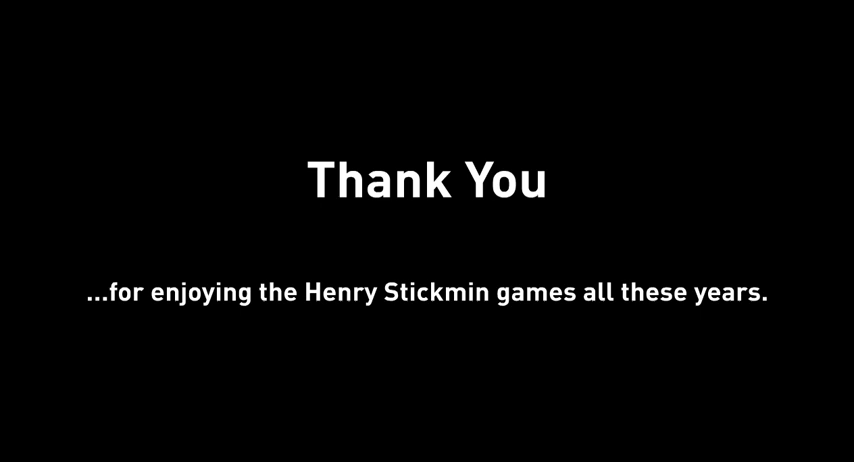 Thank You
...for enjoying the Henry Stickmin games all these years.